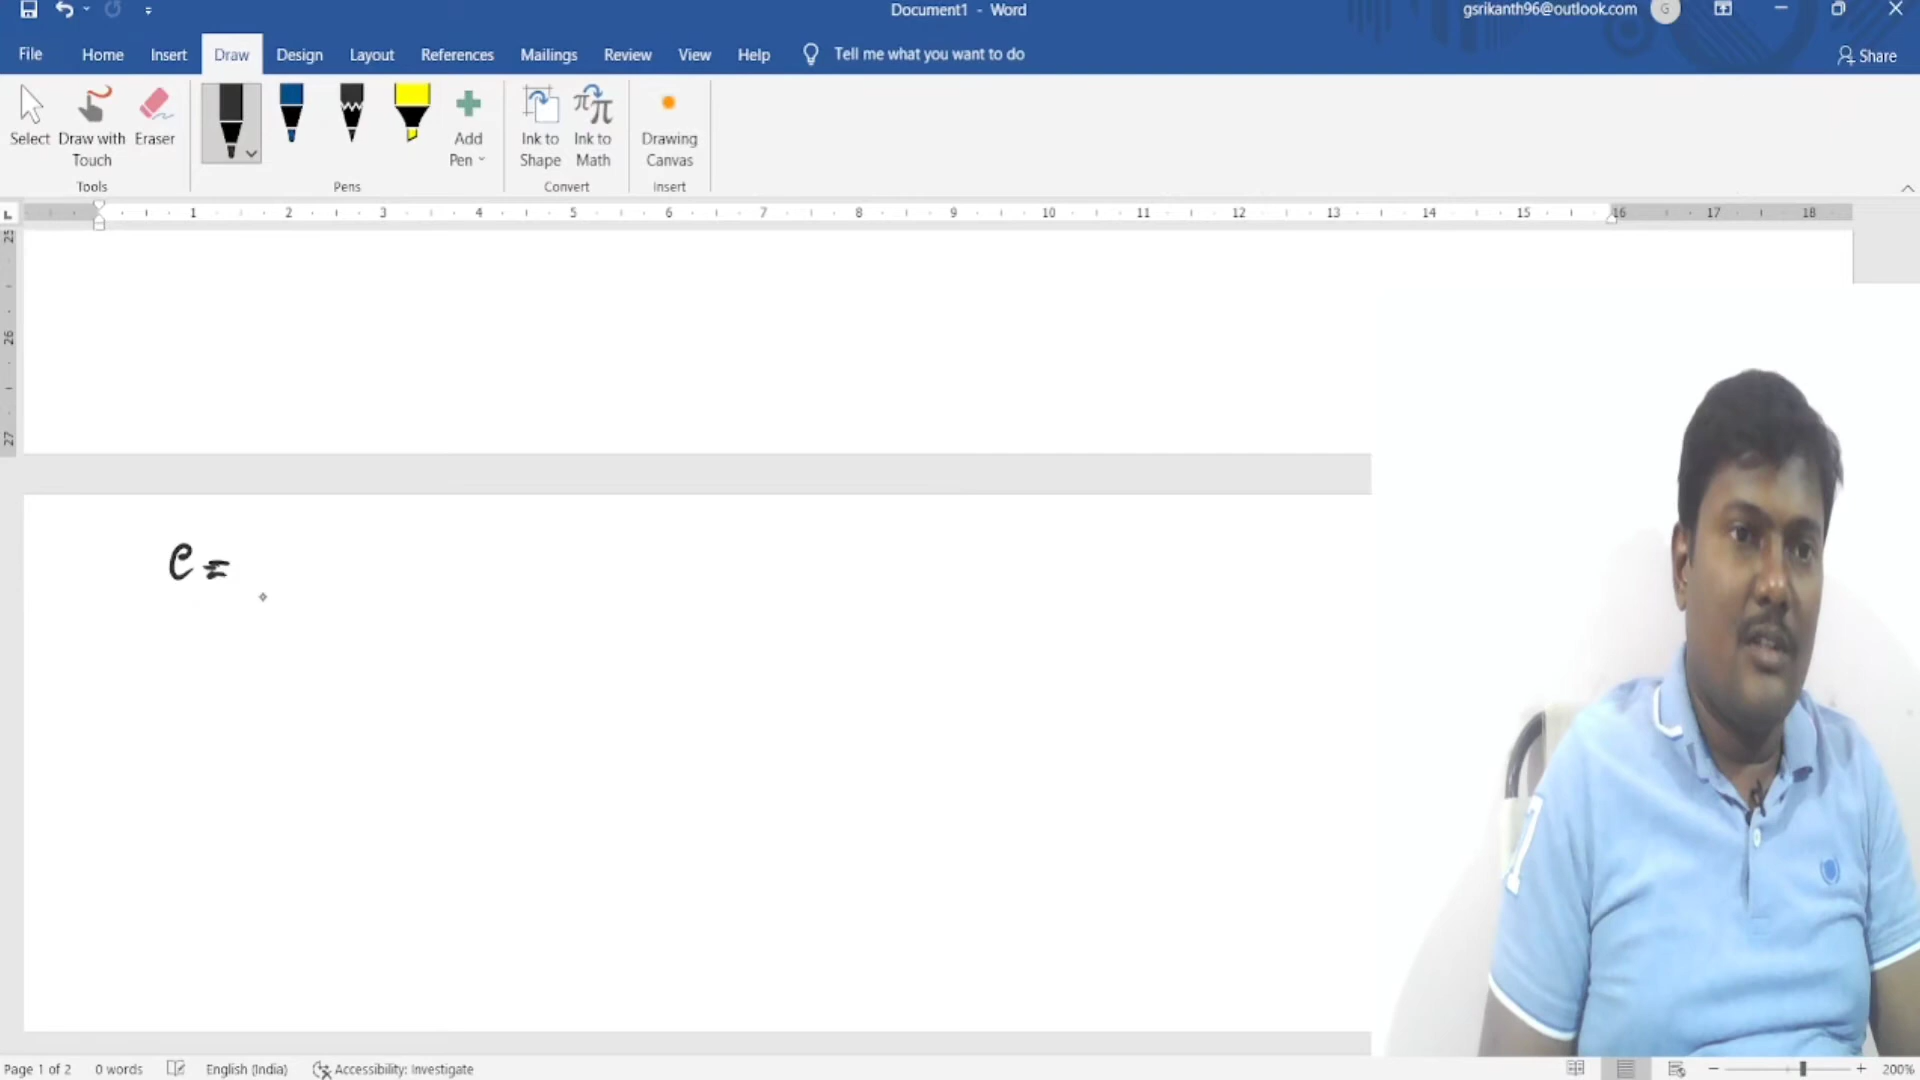 Document1 - Word
gsrikanth96@outlook.com G
File Home Insert Draw Design Layout References Mailings Review View Help Tell me what you want to do Share
Select Draw with Touch Eraser Add Pen Ink to Shape Ink to Math Drawing Canvas
Tools Pens Convert Insert
L 1 2 3 4 5 6 7 8 9 10 11 12 13 14 15 16 17 18
25
26
27
e =
Page 1 of 2 0 words English (India) Accessibility: Investigate 200%